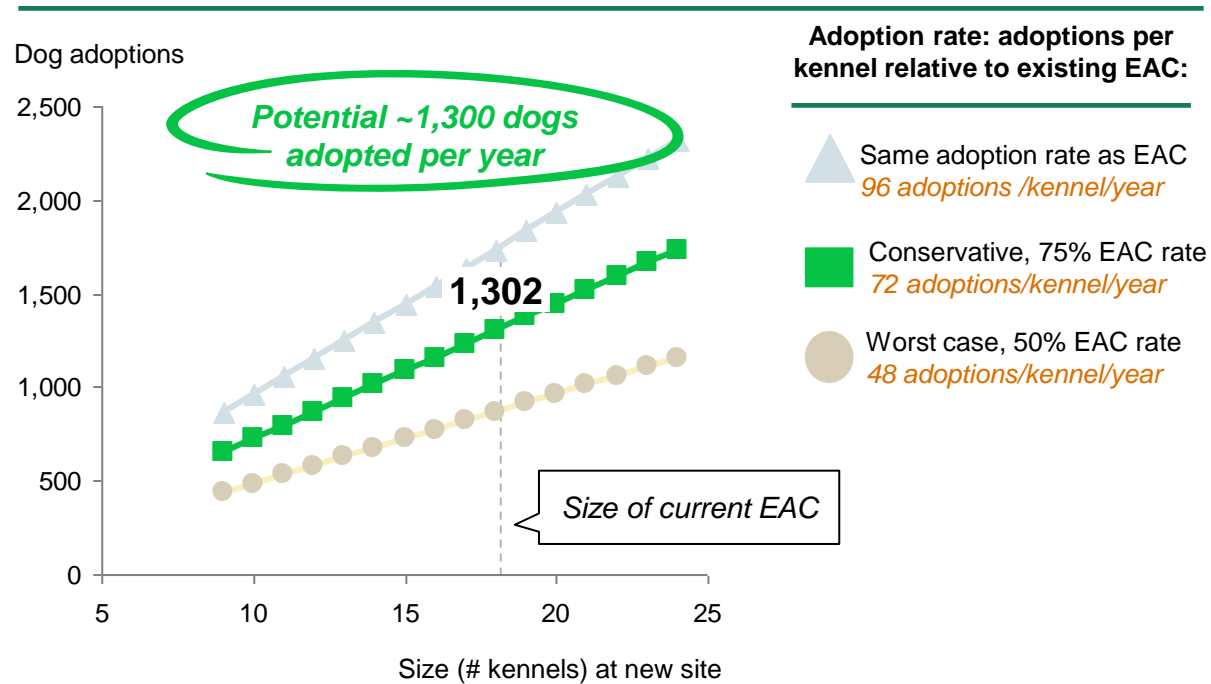 Dog adoptions
2,500
2,000
1,500
1,000
500
0
5
10
15
20
25
Size (# kennels) at new site
Potential ~1,300 dogs
adopted per year
1,302
Size of current EAC
Adoption rate: adoptions per
kennel relative to existing EAC:
Same adoption rate as EAC
96 adoptions /kennel/year
Conservative, 75% EAC rate
72 adoptions/kennel/year
Worst case, 50% EAC rate
48 adoptions/kennel/year